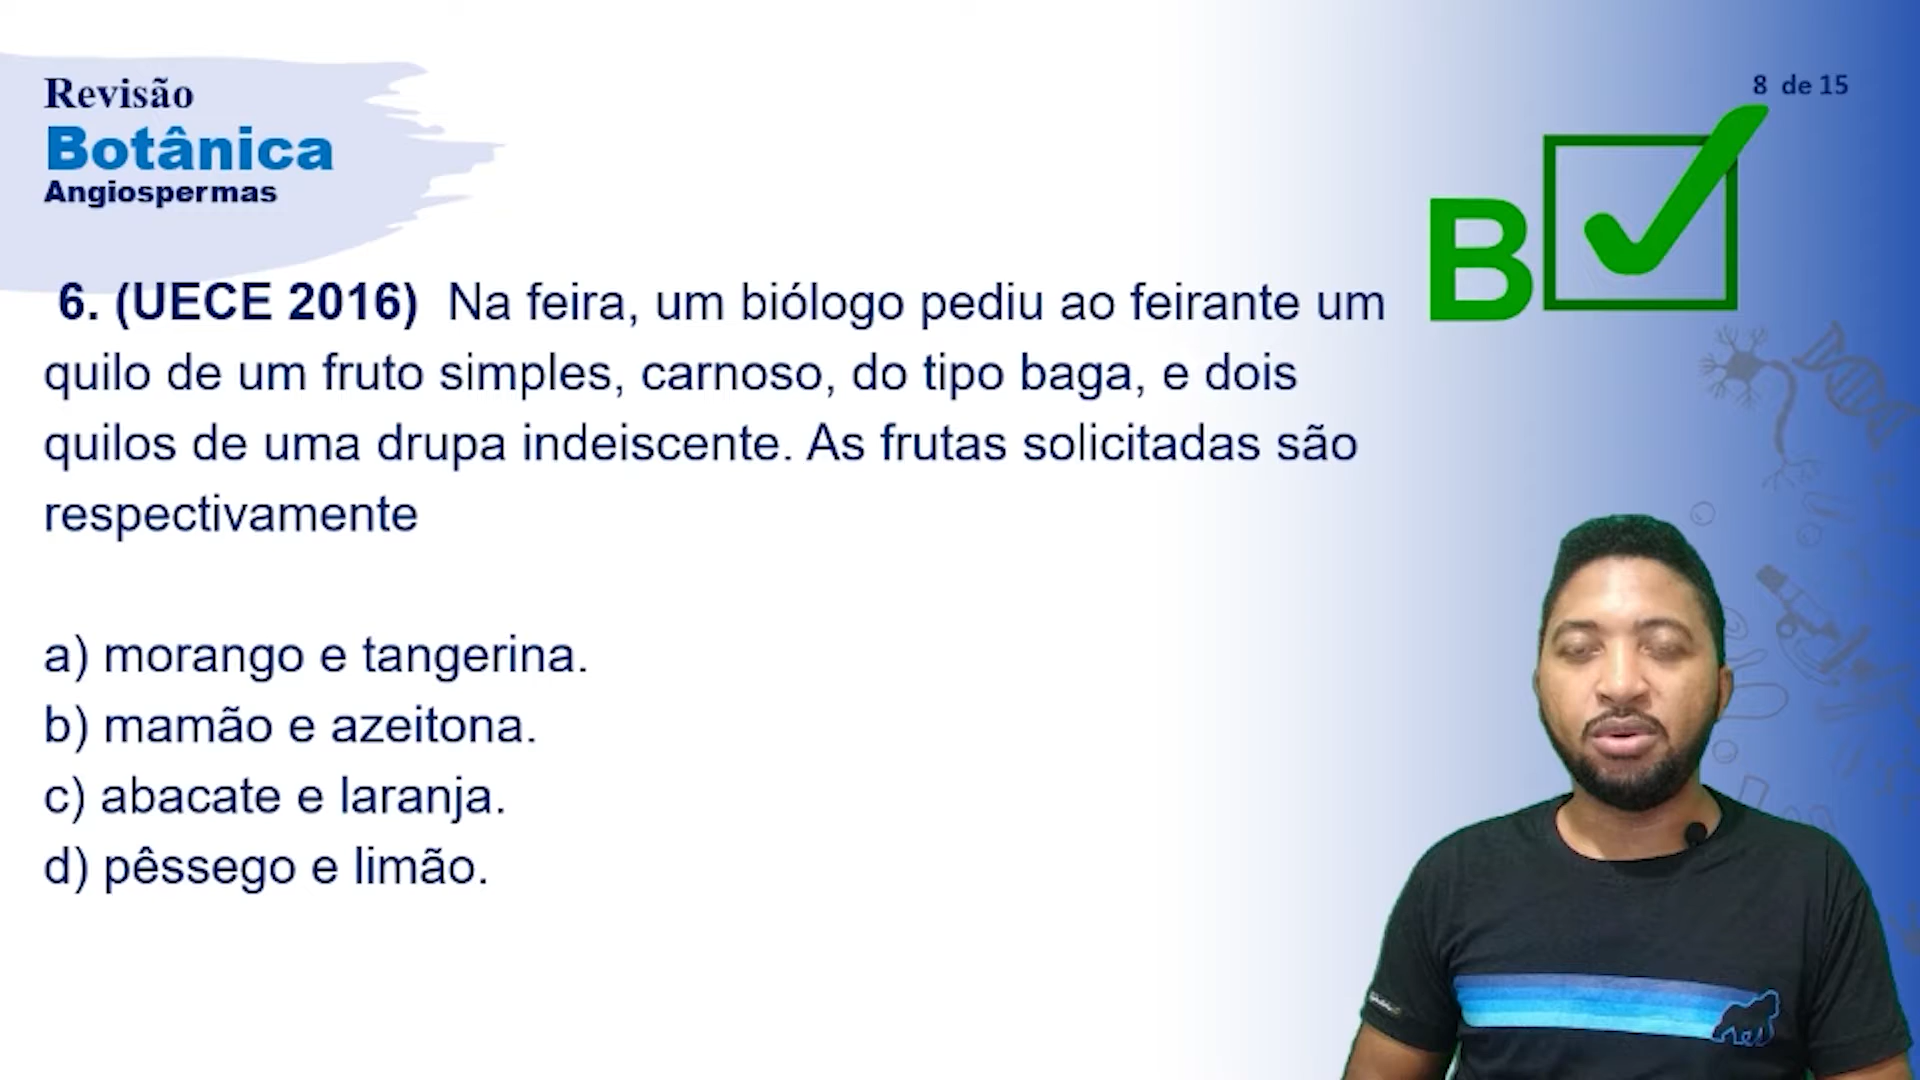 Revisão
Botânica
Angiospermas
8 de 15
B
6. (UECE 2016) Na feira, um biólogo pediu ao feirante um
quilo de um fruto simples, carnoso, do tipo baga, e dois
quilos de uma drupa indeiscente. As frutas solicitadas são
respectivamente
a) morango e tangerina.
b) mamão e azeitona.
c) abacate e laranja.
d) pêssego e limão.